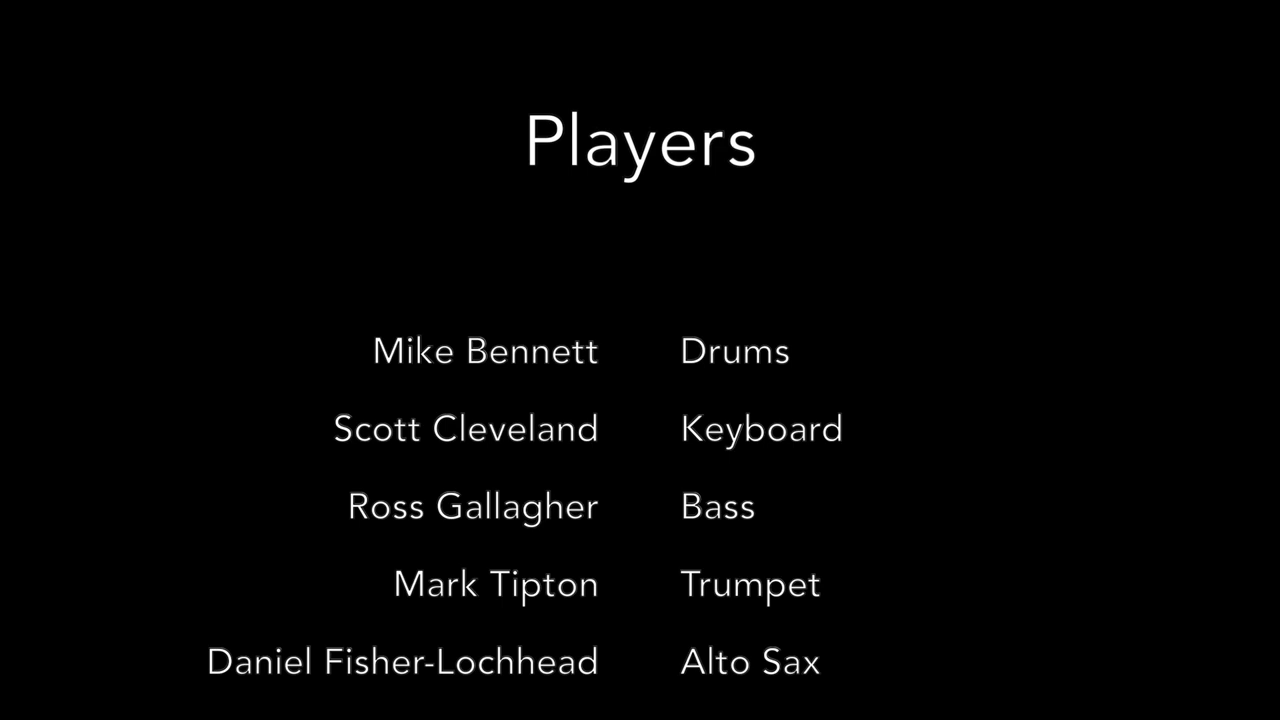 Players
Mike Bennett Drums
Scott Cleveland Keyboard
Ross Gallagher Bass
Mark Tipton Trumpet
Daniel Fisher-Lochhead Alto Sax